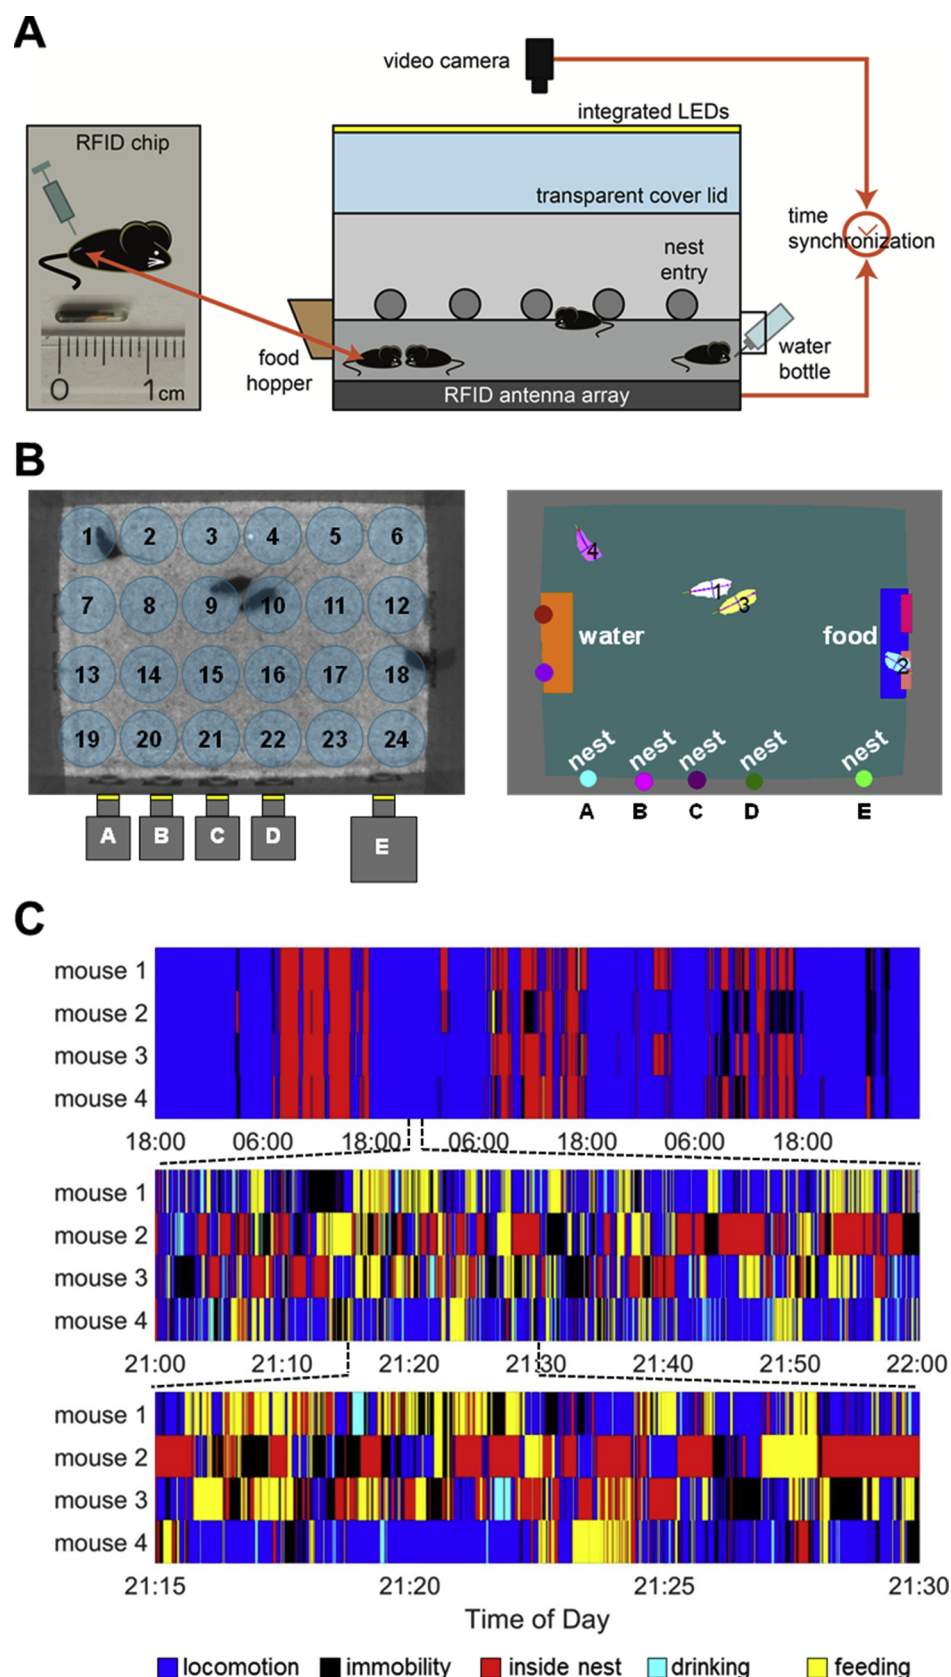 A
video camera
integrated LEDs
RFID chip
transparent cover lid
time
synchronization
nest
entry
food
hopper
water
bottle
0 1 cm
RFID antenna array
B
1 2 3 4 5 6
7 8 9 10 11 12
13 14 15 16 17 18
19 20 21 22 23 24
A B C D E
4
1
3
water food
2
nest nest nest nest nest
A B C D E
C
mouse 1
mouse 2
mouse 3
mouse 4
18:00 06:00 18:00 06:00 18:00 06:00 18:00
mouse 1
mouse 2
mouse 3
mouse 4
21:00 21:10 21:20 21:30 21:40 21:50 22:00
mouse 1
mouse 2
mouse 3
mouse 4
21:15 21:20 21:25 21:30
Time of Day
locomotion immobility inside nest drinking feeding